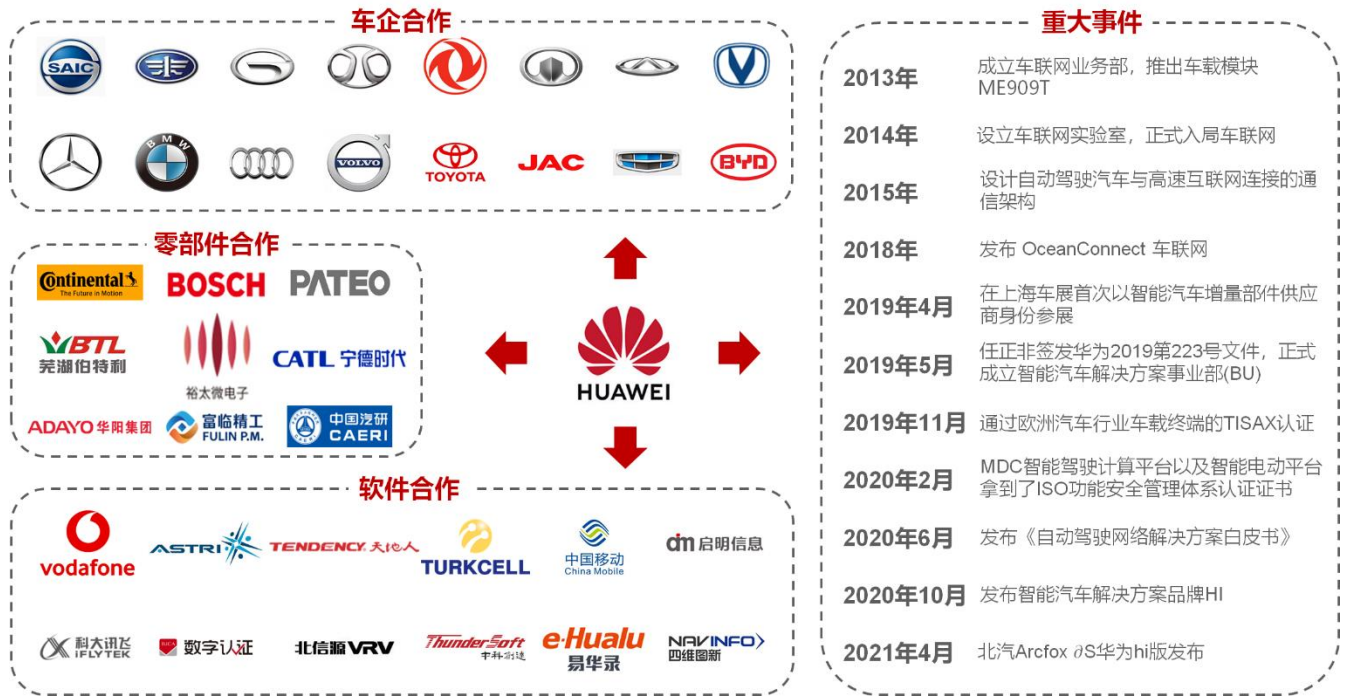 车企合作
SAIC
BMW
VOLVO
TOYOTA
JAC
BYD
零部件合作
Continental
The Future in Motion
BOSCH
PATEO
BTL
芜湖伯特利
裕太微电子
CATL 宁德时代
ADAYO 华阳集团
富临精工
FULIN P.M.
中国汽研
CAERI
HUAWEI
软件合作
vodafone
ASTRI
TENDENCY 天地人
TURKCELL
中国移动
China Mobile
启明信息
科大讯飞
iFLYTEK
数字认证
北信源VRV
ThunderSoft
中科创达
e·Hualu
易华录
NAVINFO
四维图新
重大事件
2013年
成立车联网业务部，推出车载模块
ME909T
2014年
设立车联网实验室，正式入局车联网
2015年
设计自动驾驶汽车与高速互联网连接的通
信架构
2018年
发布 OceanConnect 车联网
2019年4月
在上海车展首次以智能汽车增量部件供应
商身份参展
2019年5月
任正非签发华为2019第223号文件，正式
成立智能汽车解决方案事业部(BU)
2019年11月
通过欧洲汽车行业车载终端的TISAX认证
2020年2月
MDC智能驾驶计算平台以及智能电动平台
拿到了ISO功能安全管理体系认证证书
2020年6月
发布《自动驾驶网络解决方案白皮书》
2020年10月
发布智能汽车解决方案品牌HI
2021年4月
北汽Arcfox ∂S华为hi版发布